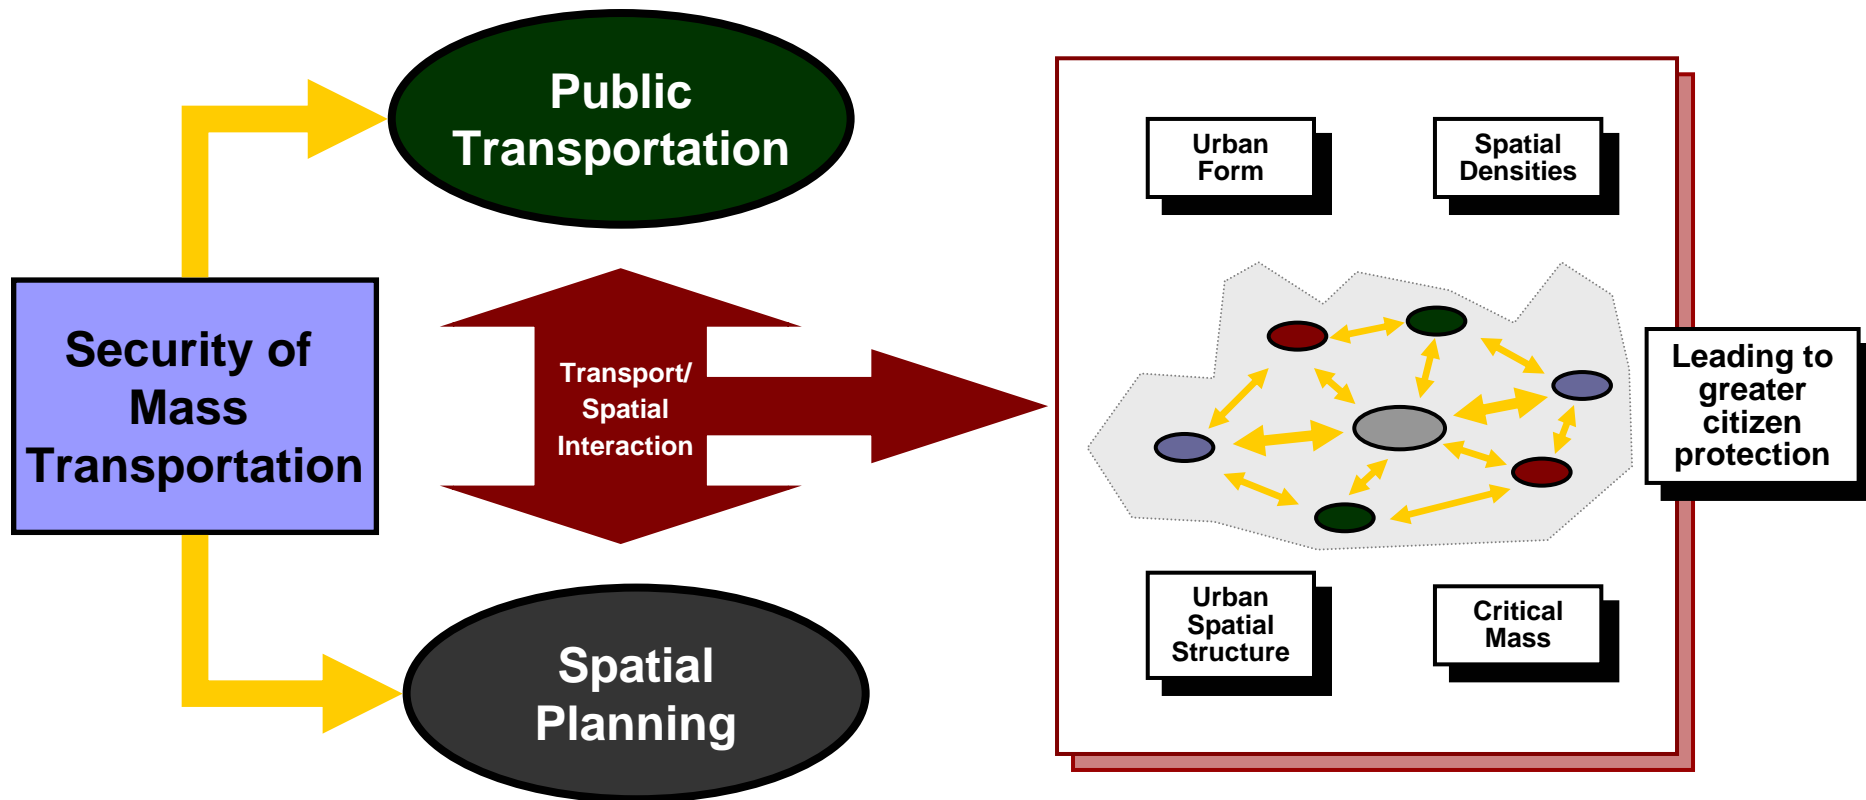 Public
Transportation
Security of
Mass
Transportation
Transport/
Spatial
Interaction
Spatial
Planning
Urban
Form
Spatial
Densities
Leading to
greater
citizen
protection
Urban
Spatial
Structure
Critical
Mass